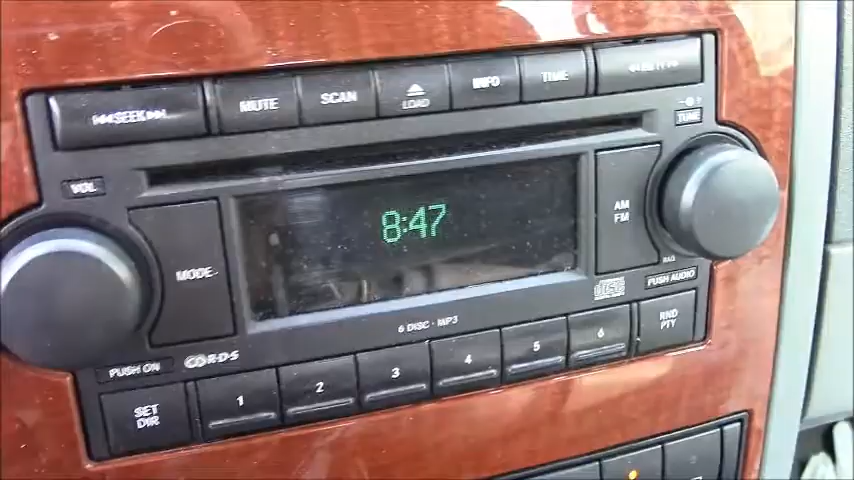 SEEK
MUTE
SCAN
LOAD
INFO
TIME
TUNE
VOL
8:47
AM
FM
MODE
PUSH AUDIO
6 DISC · MP3
RND
PTY
PUSH ON
R·D·S
SET
DIR
1
2
3
4
5
6